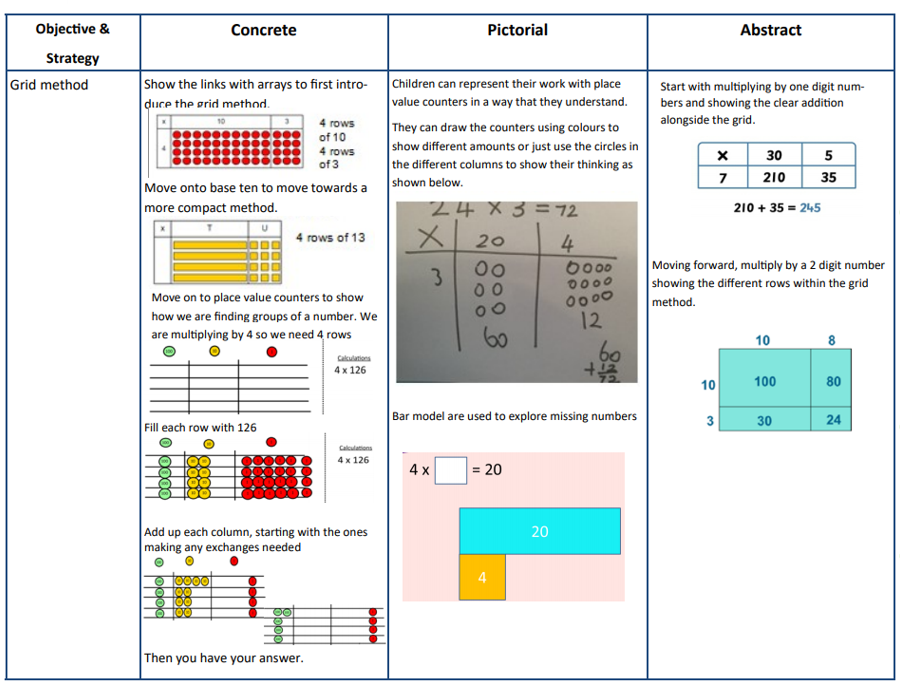 Objective &
Strategy
Concrete
Pictorial
Abstract
Grid method
Show the links with arrays to first intro-
duce the grid method.
x 10 3
4
4 rows
of 10
4 rows
of 3
Move onto base ten to move towards a
more compact method.
x T U
4 rows of 13
Move on to place value counters to show
how we are finding groups of a number. We
are multiplying by 4 so we need 4 rows
Calculations
4 x 126
Fill each row with 126
Calculations
4 x 126
Add up each column, starting with the ones
making any exchanges needed
Then you have your answer.
Children can represent their work with place
value counters in a way that they understand.
They can draw the counters using colours to
show different amounts or just use the circles in
the different columns to show their thinking as
shown below.
24 x 3 = 72
X 20 4
3
12
60
60
+12
72
Bar model are used to explore missing numbers
4 x = 20
20
4
Start with multiplying by one digit num-
bers and showing the clear addition
alongside the grid.
X 30 5
7 210 35
210 + 35 = 245
Moving forward, multiply by a 2 digit number
showing the different rows within the grid
method.
10 8
10 100 80
3 30 24